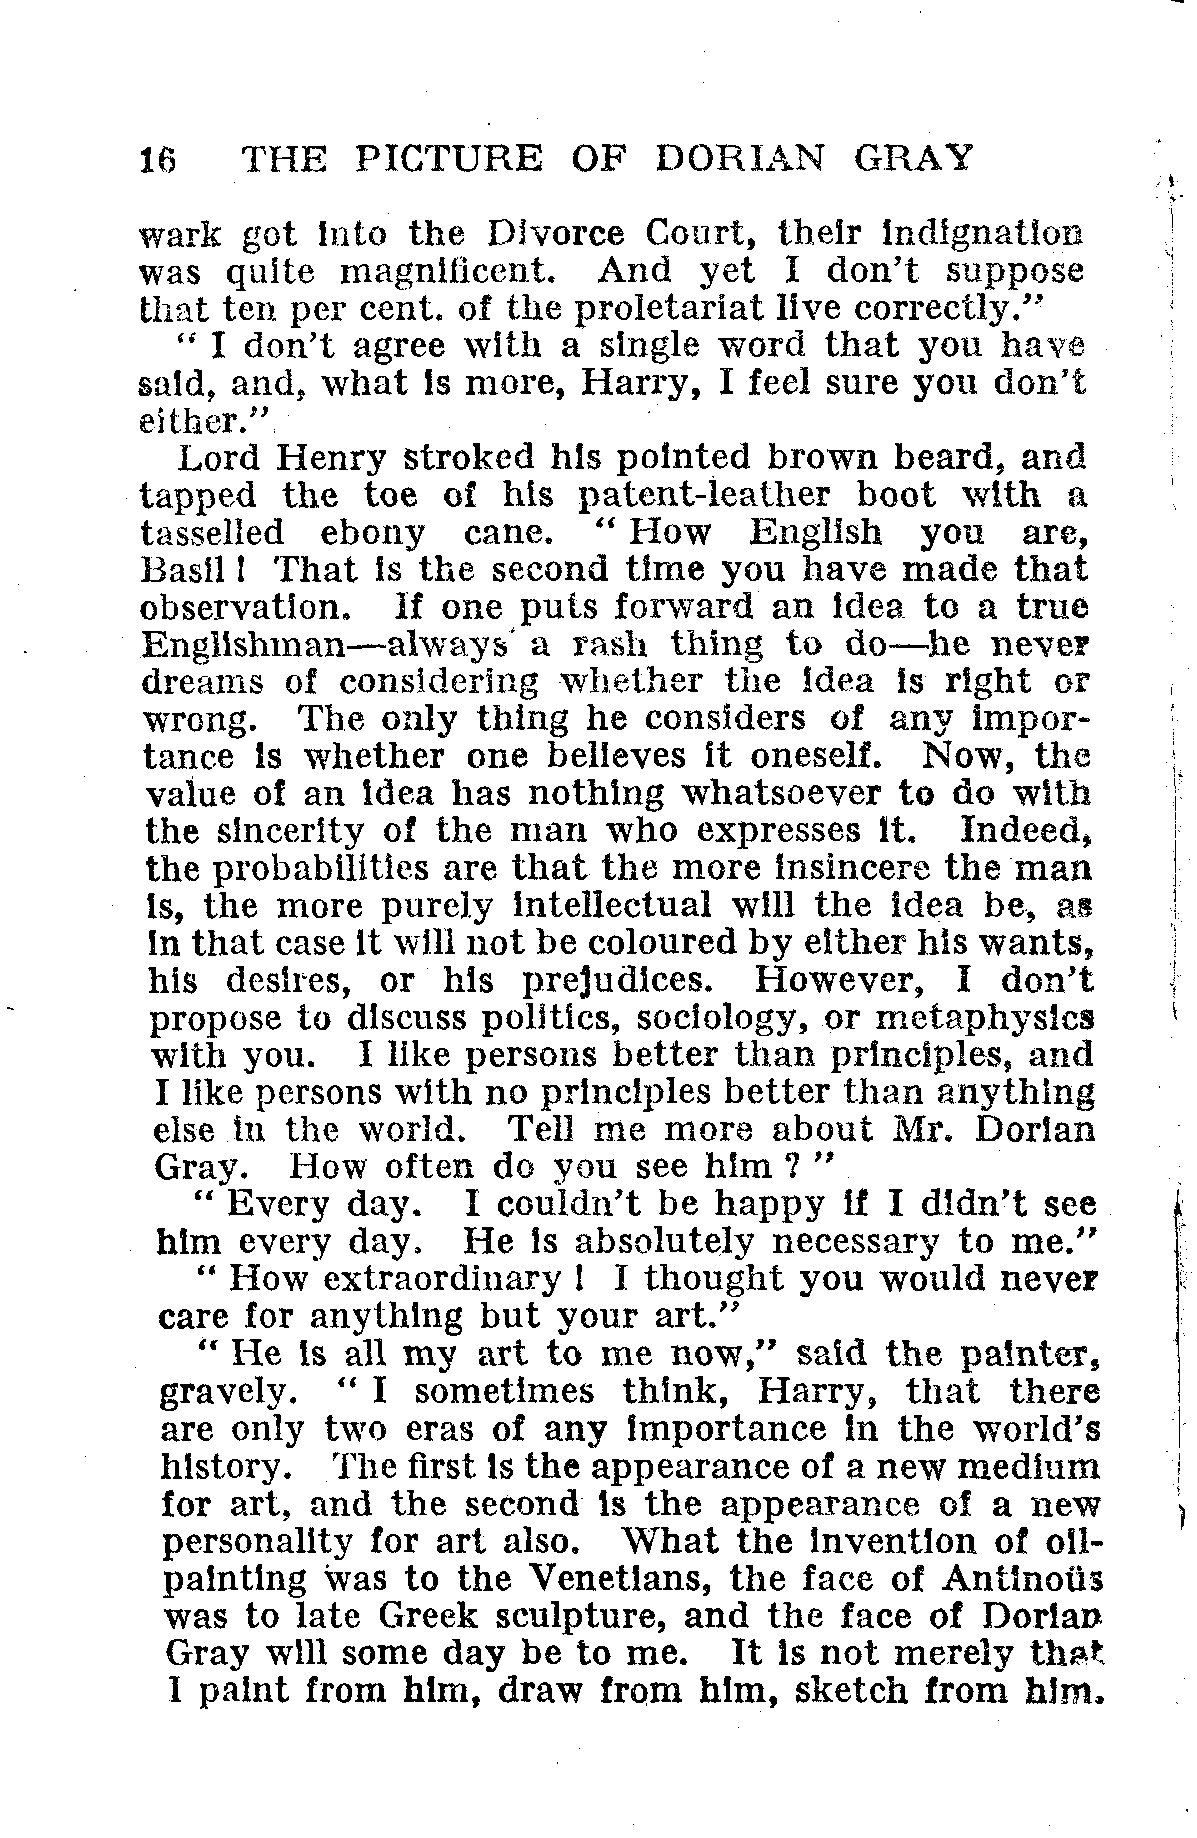 16 THE PICTURE OF DORIAN GRAY
wark got into the Divorce Court, their indignation
was quite magnificent. And yet I don't suppose
that ten per cent. of the proletariat live correctly."
" I don't agree with a single word that you have
said, and, what is more, Harry, I feel sure you don't
either."
Lord Henry stroked his pointed brown beard, and
tapped the toe of his patent-leather boot with a
tasselled ebony cane. " How English you are,
Basil ! That is the second time you have made that
observation. If one puts forward an idea to a true
Englishman—always a rash thing to do—he never
dreams of considering whether the idea is right or
wrong. The only thing he considers of any impor-
tance is whether one believes it oneself. Now, the
value of an idea has nothing whatsoever to do with
the sincerity of the man who expresses it. Indeed,
the probabilities are that the more insincere the man
is, the more purely intellectual will the idea be, as
in that case it will not be coloured by either his wants,
his desires, or his prejudices. However, I don't
propose to discuss politics, sociology, or metaphysics
with you. I like persons better than principles, and
I like persons with no principles better than anything
else in the world. Tell me more about Mr. Dorian
Gray. How often do you see him ? "
" Every day. I couldn't be happy if I didn't see
him every day. He is absolutely necessary to me."
" How extraordinary ! I thought you would never
care for anything but your art."
" He is all my art to me now," said the painter,
gravely. " I sometimes think, Harry, that there
are only two eras of any importance in the world's
history. The first is the appearance of a new medium
for art, and the second is the appearance of a new
personality for art also. What the invention of oil-
painting was to the Venetians, the face of Antinoüs
was to late Greek sculpture, and the face of Dorian
Gray will some day be to me. It is not merely that
I paint from him, draw from him, sketch from him.